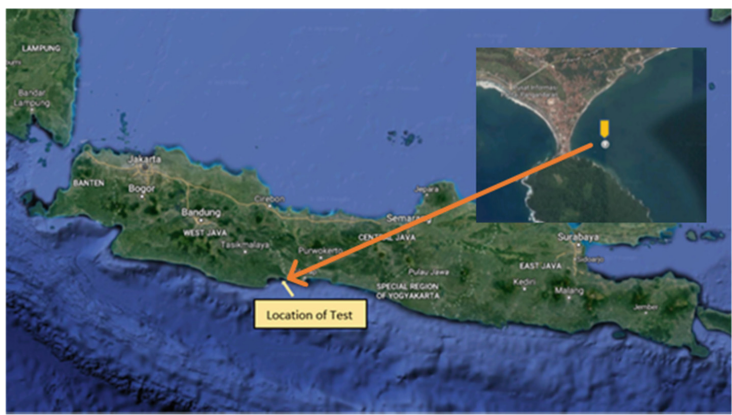 LAMPUNG
Bandar
Lampung
Jakarta
BANTEN
Bogor
Cirebon
Bandung
WEST JAVA
Tasikmalaya
Purwokerto
Jepara
Semarang
CENTRAL JAVA
Pulau Jawa
SPECIAL REGION
OF YOGYAKARTA
Surabaya
Sidoarjo
EAST JAVA
Kediri
Malang
Jember
Location of Test